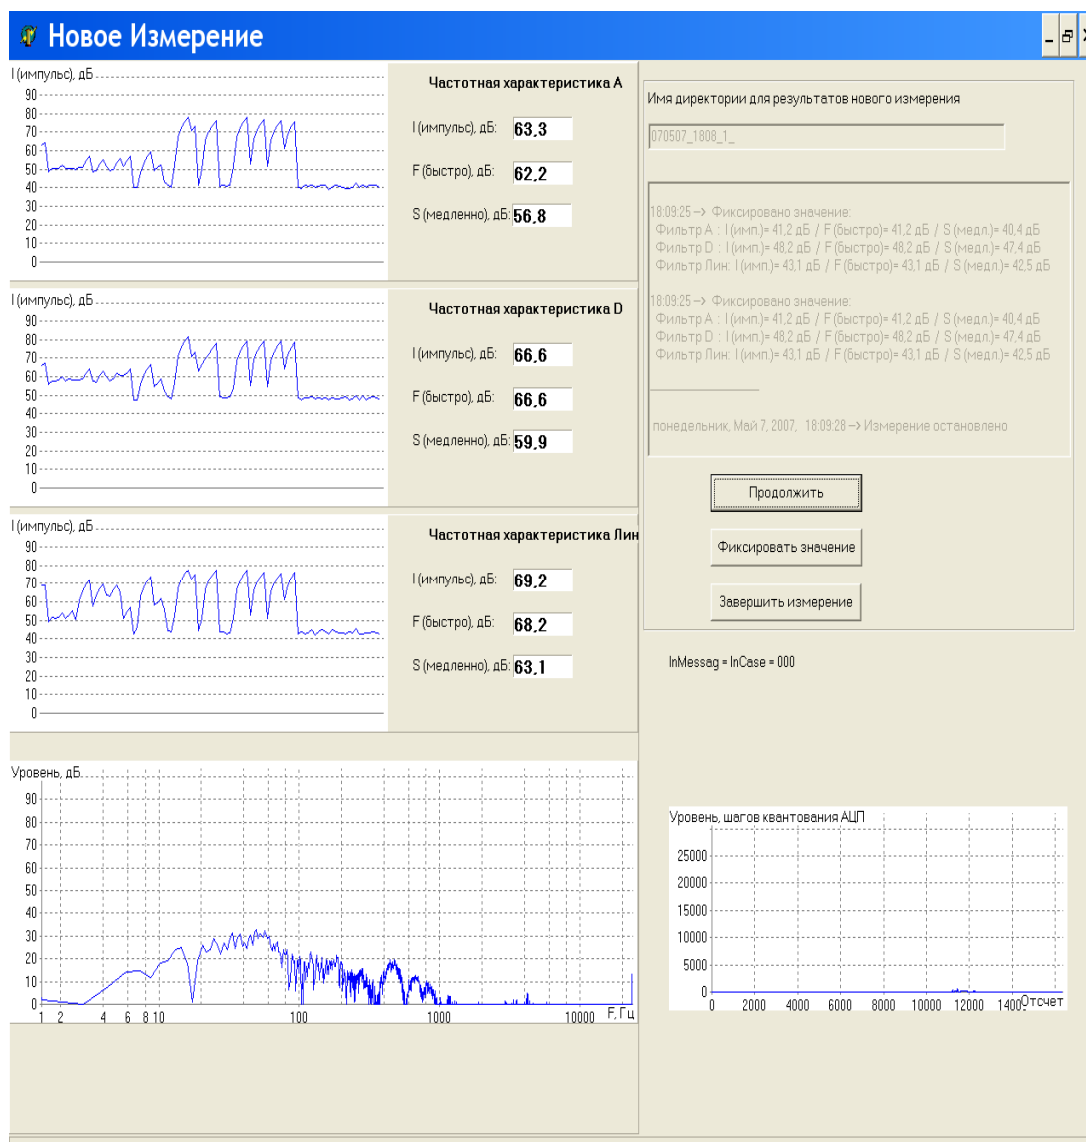 Новое Измерение
I (импульс), дБ
90
80
70
60
50
40
30
20
10
0
Частотная характеристика А
I (импульс), дБ: 63,3
F (быстро), дБ: 62,2
S (медленно), дБ: 56,8
I (импульс), дБ
90
80
70
60
50
40
30
20
10
0
Частотная характеристика D
I (импульс), дБ: 66,6
F (быстро), дБ: 66,6
S (медленно), дБ: 59,9
I (импульс), дБ
90
80
70
60
50
40
30
20
10
0
Частотная характеристика Лин
I (импульс), дБ: 69,2
F (быстро), дБ: 68,2
S (медленно), дБ: 63,1
Уровень, дБ
90
80
70
60
50
40
30
20
10
0
1 2 4 6 8 10 100 1000 10000 F, Гц
Имя директории для результатов нового измерения
070507_1808_1_
18:09:25 --> Фиксировано значение:
Фильтр А : I (имп.)= 41,2 дБ / F (быстро)= 41,2 дБ / S (медл.)= 40,4 дБ
Фильтр D : I (имп.)= 48,2 дБ / F (быстро)= 48,2 дБ / S (медл.)= 47,4 дБ
Фильтр Лин: I (имп.)= 43,1 дБ / F (быстро)= 43,1 дБ / S (медл.)= 42,5 дБ
18:09:25 --> Фиксировано значение:
Фильтр А : I (имп.)= 41,2 дБ / F (быстро)= 41,2 дБ / S (медл.)= 40,4 дБ
Фильтр D : I (имп.)= 48,2 дБ / F (быстро)= 48,2 дБ / S (медл.)= 47,4 дБ
Фильтр Лин: I (имп.)= 43,1 дБ / F (быстро)= 43,1 дБ / S (медл.)= 42,5 дБ
понедельник, Май 7, 2007, 18:09:28 --> Измерение остановлено
Продолжить
Фиксировать значение
Завершить измерение
InMessag = InCase = 000
Уровень, шагов квантования АЦП
25000
20000
15000
10000
5000
0
0 2000 4000 6000 8000 10000 12000 1400 Отсчет